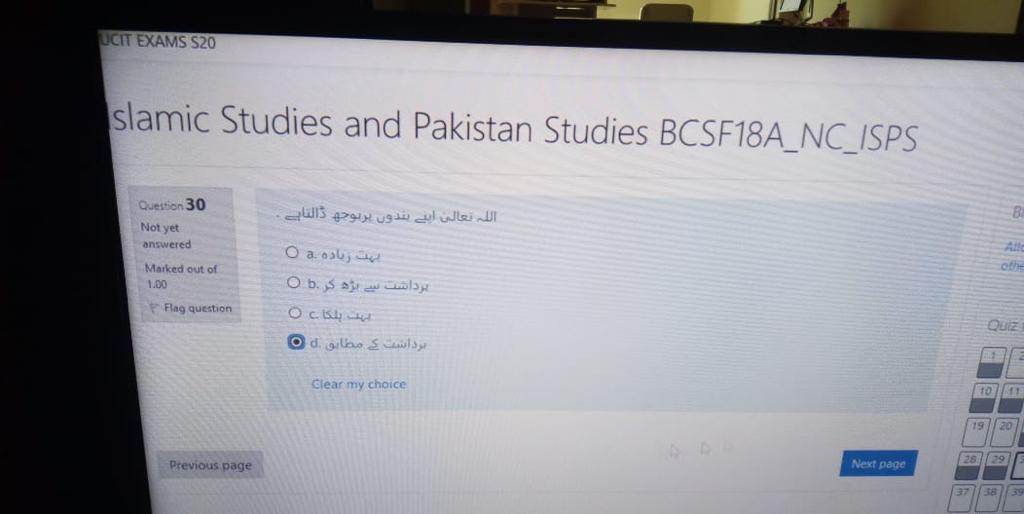 UCIT EXAMS S20
Islamic Studies and Pakistan Studies BCSF18A_NC_ISPS
Question 30
Not yet
answered
Marked out of
1.00
Flag question
اللہ تعالیٰ اپنے بندوں پربوجھ ڈالتاہے ۔
a. بہت زیادہ
b. برداشت سے بڑھ کر
c. بہت ہلکا
d. برداشت کے مطابق
Clear my choice
Previous page
Next page
Quiz
1
10 11
19 20
28 29
37 38 39